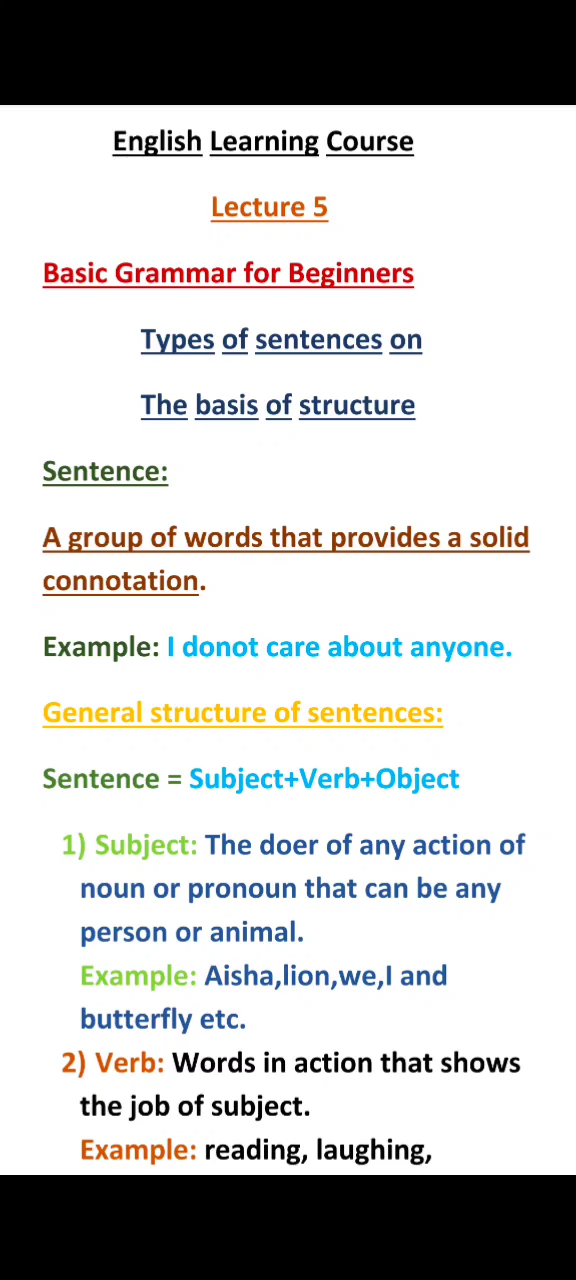 English Learning Course
Lecture 5
Basic Grammar for Beginners
Types of sentences on
The basis of structure
Sentence:
A group of words that provides a solid
connotation.
Example: I donot care about anyone.
General structure of sentences:
Sentence = Subject+Verb+Object
1) Subject: The doer of any action of
noun or pronoun that can be any
person or animal.
Example: Aisha,lion,we,I and
butterfly etc.
2) Verb: Words in action that shows
the job of subject.
Example: reading, laughing,